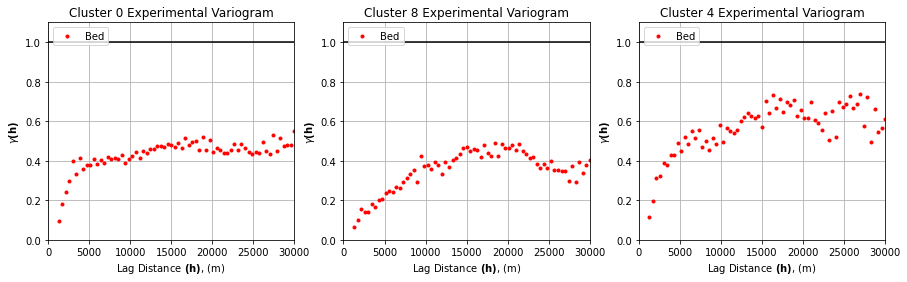 Cluster 0 Experimental Variogram
Bed
γ(h)
1.0
0.8
0.6
0.4
0.2
0.0
0 5000 10000 15000 20000 25000 30000
Lag Distance (h), (m)
Cluster 8 Experimental Variogram
Bed
γ(h)
1.0
0.8
0.6
0.4
0.2
0.0
0 5000 10000 15000 20000 25000 30000
Lag Distance (h), (m)
Cluster 4 Experimental Variogram
Bed
γ(h)
1.0
0.8
0.6
0.4
0.2
0.0
0 5000 10000 15000 20000 25000 30000
Lag Distance (h), (m)